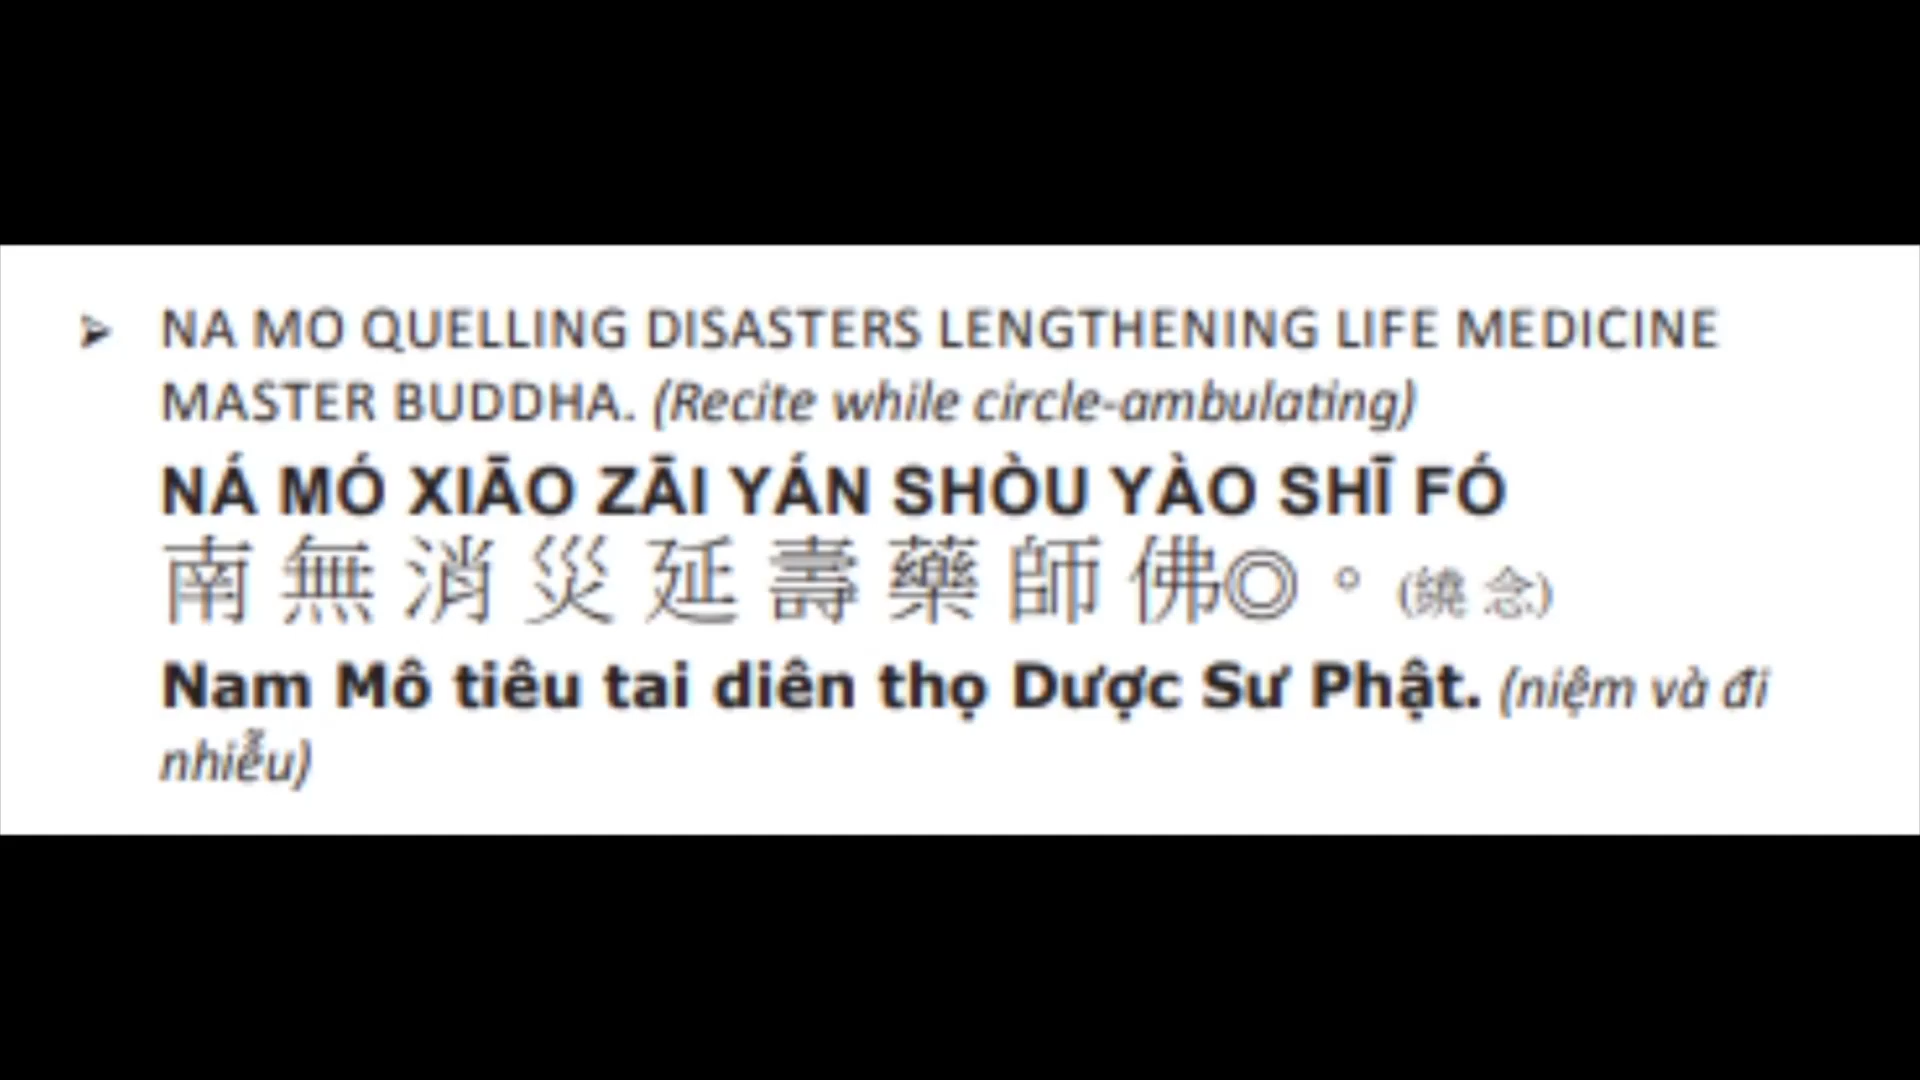 ➢ NA MO QUELLING DISASTERS LENGTHENING LIFE MEDICINE
MASTER BUDDHA. (Recite while circle-ambulating)
NÁ MÓ XIĀO ZĀI YÁN SHÒU YÀO SHĪ FÓ
南 無 消 災 延 壽 藥 師 佛◎。(繞 念)
Nam Mô tiêu tai diên thọ Dược Sư Phật. (niệm và đi
nhiễu)